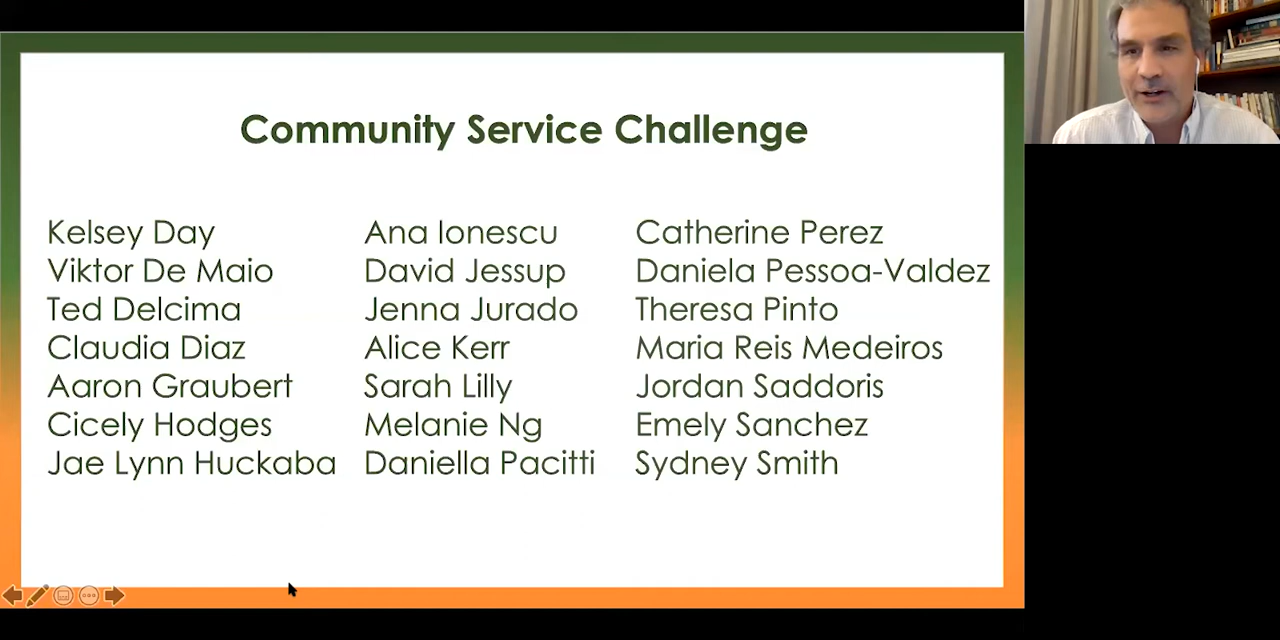 Community Service Challenge
Kelsey Day
Viktor De Maio
Ted Delcima
Claudia Diaz
Aaron Graubert
Cicely Hodges
Jae Lynn Huckaba
Ana Ionescu
David Jessup
Jenna Jurado
Alice Kerr
Sarah Lilly
Melanie Ng
Daniella Pacitti
Catherine Perez
Daniela Pessoa-Valdez
Theresa Pinto
Maria Reis Medeiros
Jordan Saddoris
Emely Sanchez
Sydney Smith